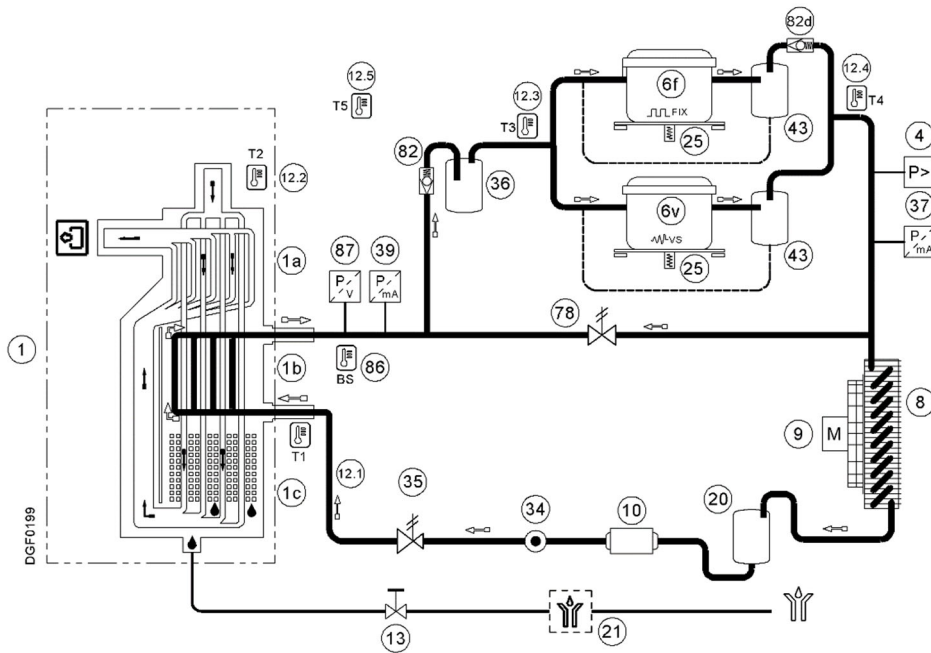 82d
12.5
T5
6f
FIX
12.3
T3
12.4
T4
25
43
4
P>
82
36
T2
12.2
6v
VS
37
P
mA
25
43
1a
87
39
P
V
P
mA
78
1
1b
BS
86
8
9
M
T1
12.1
35
34
10
20
1c
DGF0199
13
21